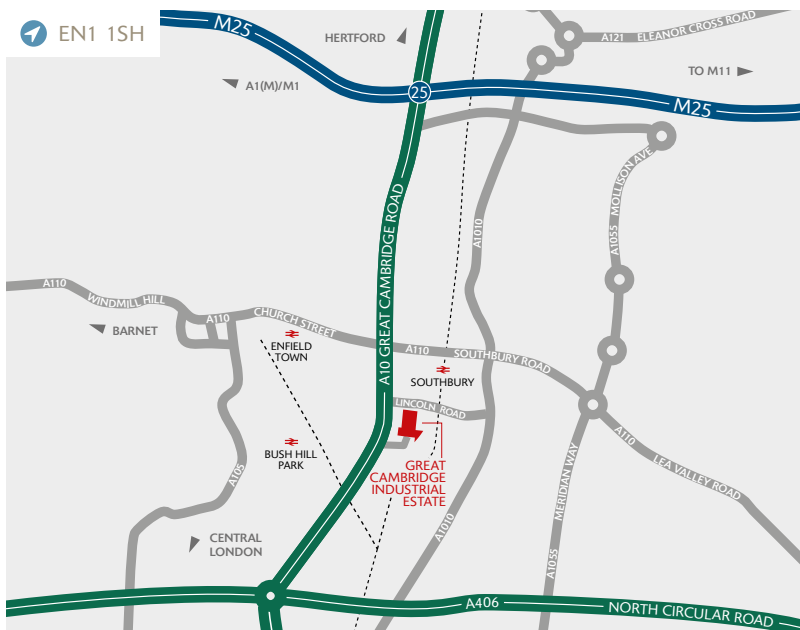 EN1 1SH
M25
HERTFORD
A121 ELEANOR CROSS ROAD
A1(M)/M1
25
TO M11
M25
MOLLISON AVE
A1055
A10 GREAT CAMBRIDGE ROAD
A1010
A110
WINDMILL HILL
A110
CHURCH STREET
BARNET
ENFIELD
TOWN
A110
SOUTHBURY ROAD
SOUTHBURY
LINCOLN ROAD
BUSH HILL
PARK
GREAT
CAMBRIDGE
INDUSTRIAL
ESTATE
A110
LEA VALLEY ROAD
A105
MERIDIAN WAY
A1010
CENTRAL
LONDON
A1055
A406
NORTH CIRCULAR ROAD